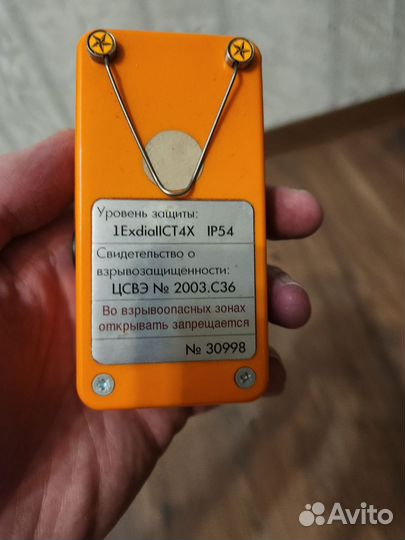 Уровень защиты:
1ExdiaIICT4X IP54
Свидетельство о
взрывозащищенности:
ЦСВЭ № 2003.С36
Во взрывоопасных зонах
открывать запрещается
№ 30998
Avito